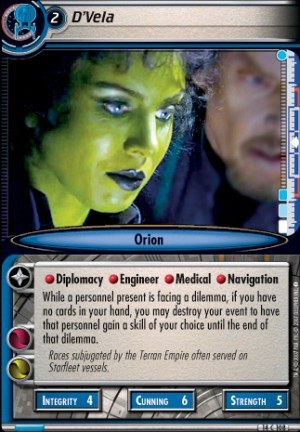 2 D'Vela
Orion
Diplomacy Engineer Medical Navigation
While a personnel present is facing a dilemma, if you have
no cards in your hand, you may destroy your event to have
that personnel gain a skill of your choice until the end of
that dilemma.
Races subjugated by the Terran Empire often served on
Starfleet vessels.
INTEGRITY 4 CUNNING 6 STRENGTH 5
14 C 108